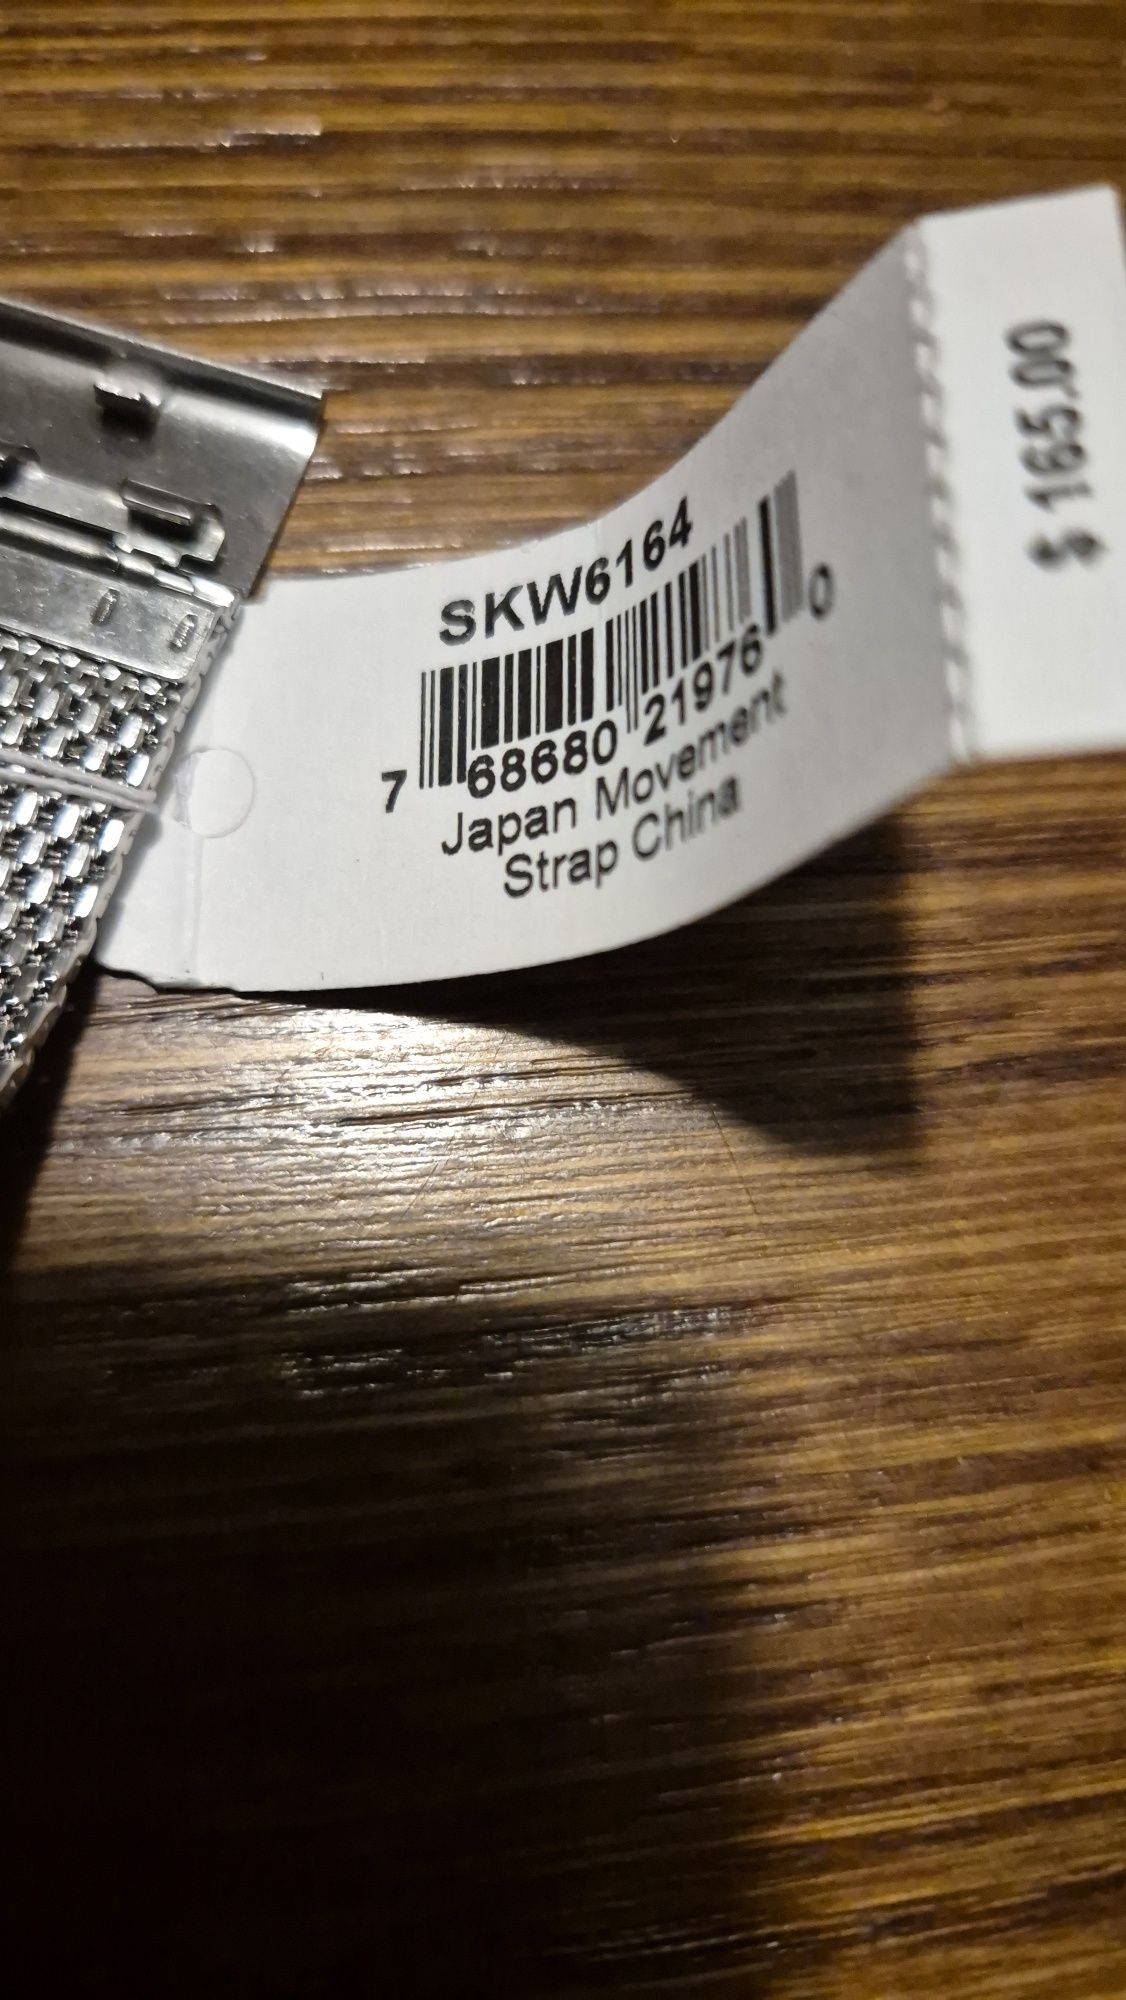 SKW6164
7 68680 21976 0
Japan Movement
Strap China
$ 165.00